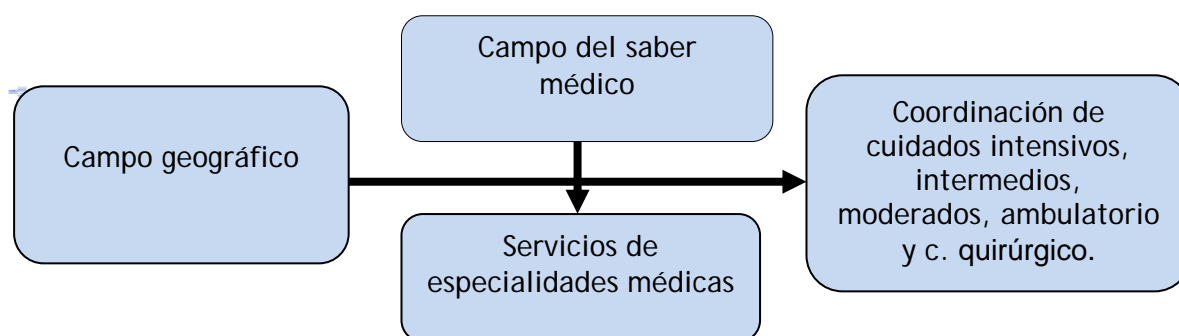 Campo del saber
médico
Campo geográfico
Coordinación de
cuidados intensivos,
intermedios,
moderados, ambulatorio
y c. quirúrgico.
Servicios de
especialidades médicas